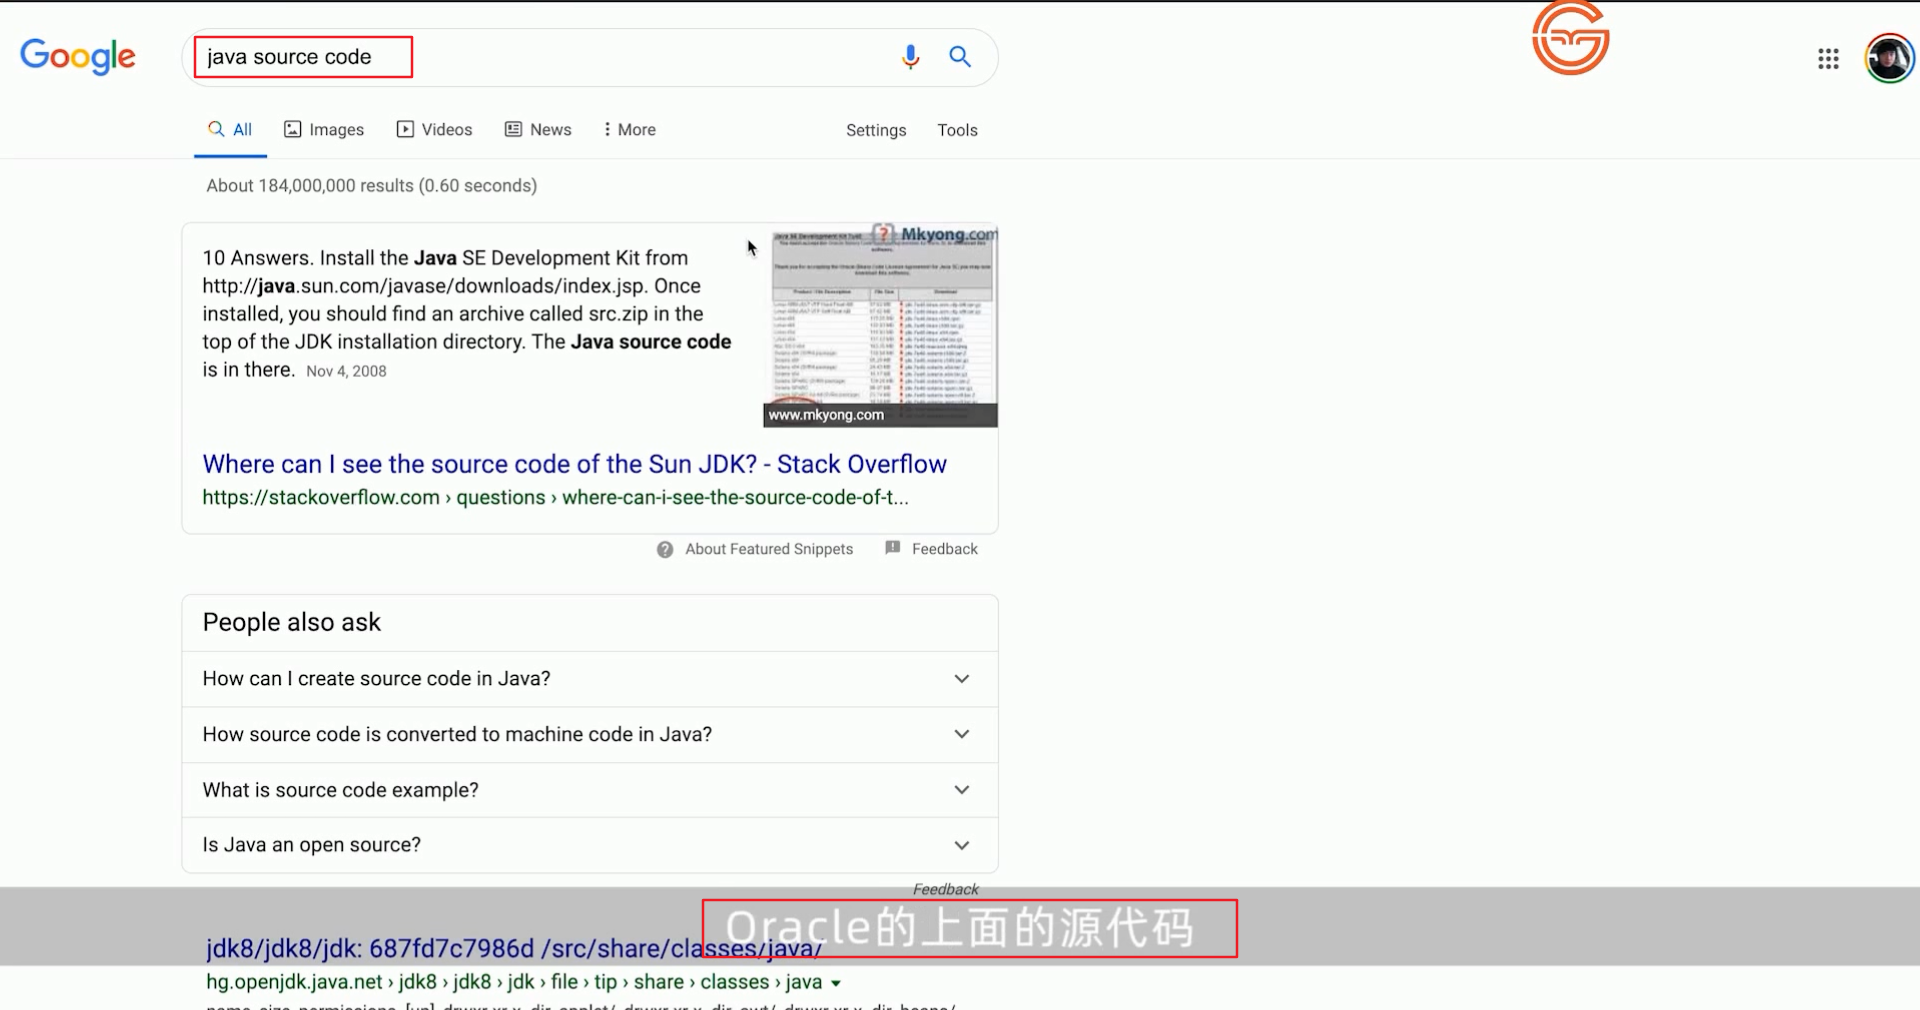 Google
java source code
All
Images
Videos
News
More
Settings
Tools
About 184,000,000 results (0.60 seconds)
10 Answers. Install the Java SE Development Kit from
http://java.sun.com/javase/downloads/index.jsp. Once
installed, you should find an archive called src.zip in the
top of the JDK installation directory. The Java source code
is in there. Nov 4, 2008
Mkyong.com
www.mkyong.com
Where can I see the source code of the Sun JDK? - Stack Overflow
https://stackoverflow.com › questions › where-can-i-see-the-source-code-of-t...
About Featured Snippets
Feedback
People also ask
How can I create source code in Java?
How source code is converted to machine code in Java?
What is source code example?
Is Java an open source?
Feedback
Oracle的上面的源代码
jdk8/jdk8/jdk: 687fd7c7986d /src/share/classes/java/
hg.openjdk.java.net › jdk8 › jdk8 › jdk › file › tip › share › classes › java